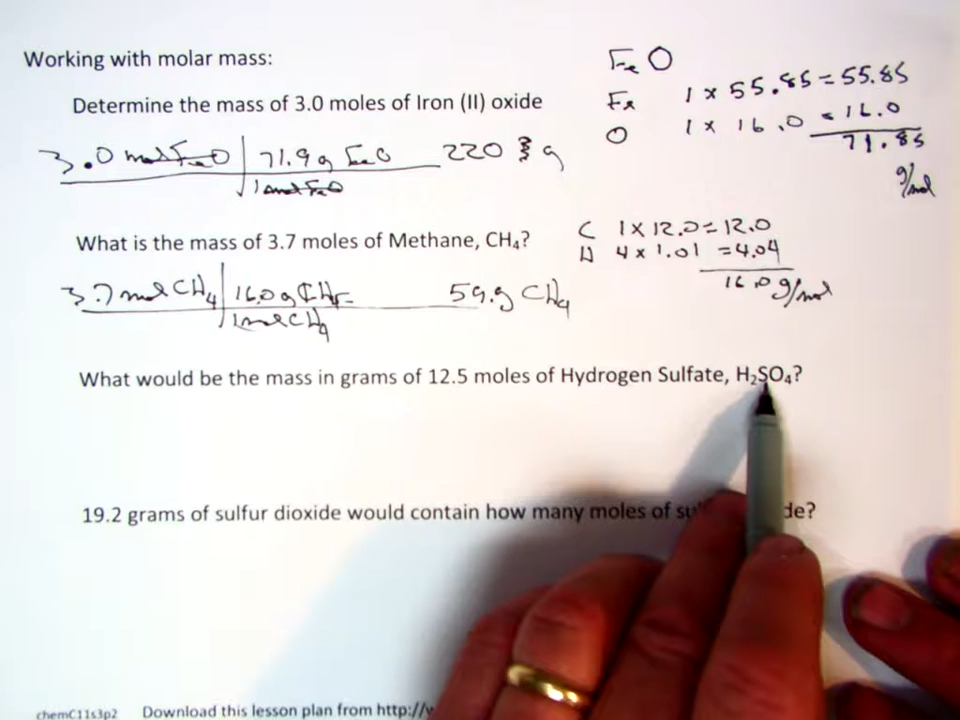 Working with molar mass:
Fe O
Determine the mass of 3.0 moles of Iron (II) oxide
Fe 1 x 55.85 = 55.85
O 1 x 16.0 = 16.0
71.85
g/mol
3.0 mol FeO | 71.9 g FeO 220 g
1 mol FeO
What is the mass of 3.7 moles of Methane, CH₄?
C 1 x 12.0 = 12.0
H 4 x 1.01 = 4.04
16.0 g/mol
3.7 mol CH₄ | 16.0 g CH₄ 59. g CH₄
1 mol CH₄
What would be the mass in grams of 12.5 moles of Hydrogen Sulfate, H₂SO₄?
19.2 grams of sulfur dioxide would contain how many moles of su de?
chemC11s3p2 Download this lesson plan from http://